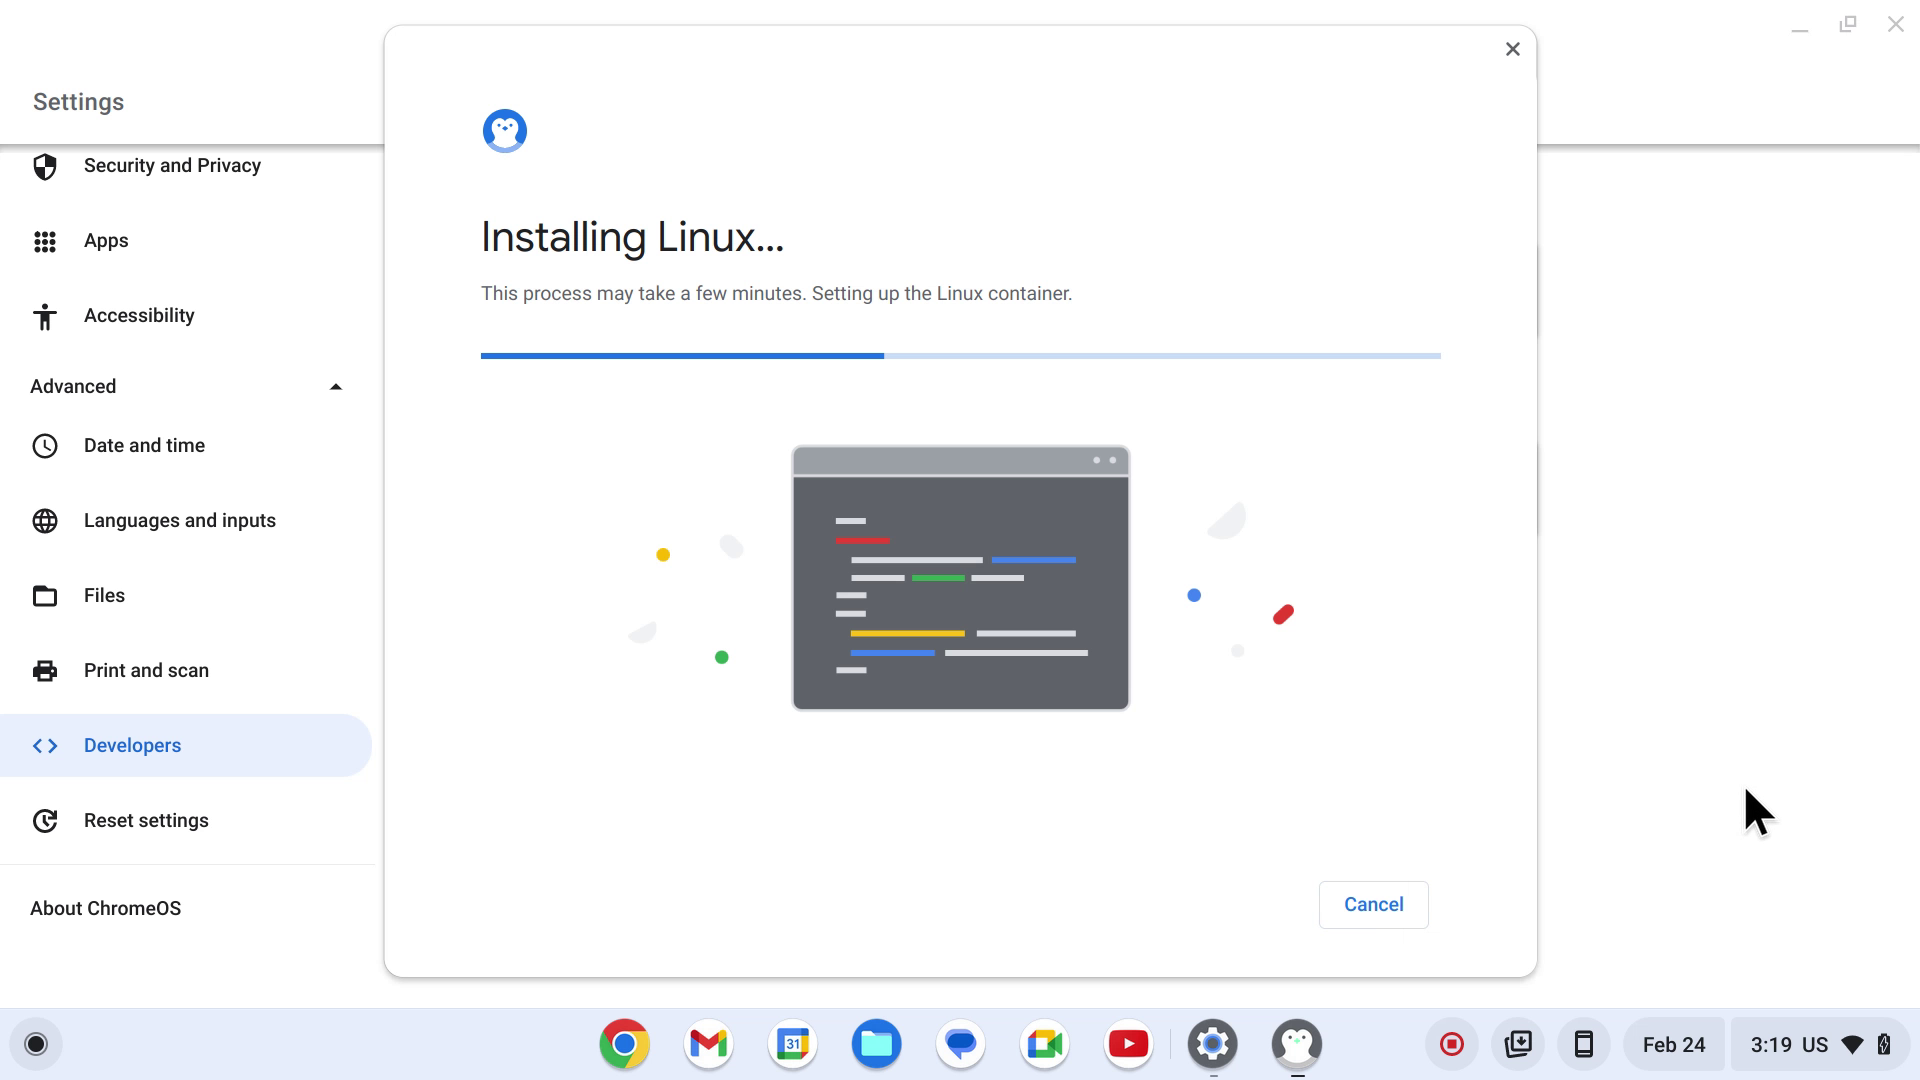 Settings
Security and Privacy
Apps
Accessibility
Advanced
Date and time
Languages and inputs
Files
Print and scan
Developers
Reset settings
About ChromeOS
Installing Linux...
This process may take a few minutes. Setting up the Linux container.
Cancel
31
Feb 24
3:19 US